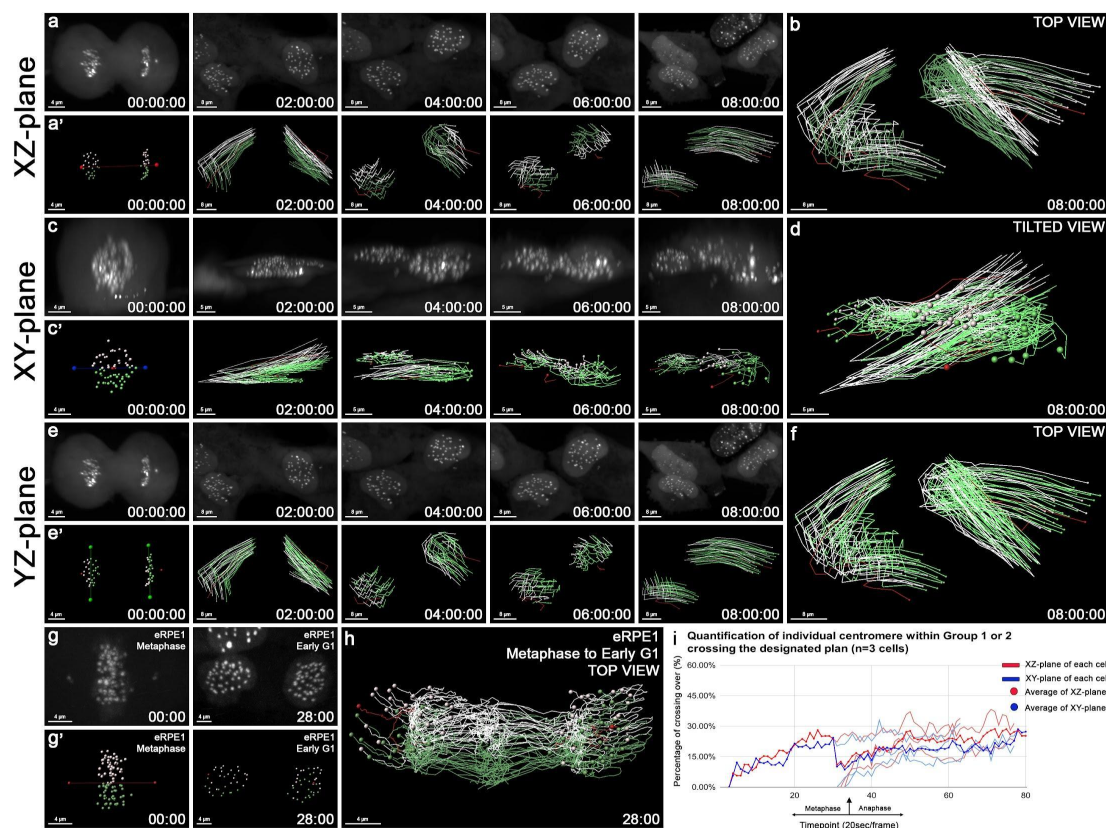 XZ-plane
a
4 µm
00:00:00
8 µm
02:00:00
8 µm
04:00:00
8 µm
06:00:00
8 µm
08:00:00
a'
4 µm
00:00:00
8 µm
02:00:00
8 µm
04:00:00
8 µm
06:00:00
8 µm
08:00:00
b
TOP VIEW
8 µm
08:00:00
XY-plane
c
4 µm
00:00:00
5 µm
02:00:00
5 µm
04:00:00
5 µm
06:00:00
5 µm
08:00:00
c'
4 µm
00:00:00
5 µm
02:00:00
5 µm
04:00:00
5 µm
06:00:00
5 µm
08:00:00
d
TILTED VIEW
5 µm
08:00:00
YZ-plane
e
4 µm
00:00:00
8 µm
02:00:00
8 µm
04:00:00
8 µm
06:00:00
8 µm
08:00:00
e'
4 µm
00:00:00
8 µm
02:00:00
8 µm
04:00:00
8 µm
06:00:00
8 µm
08:00:00
f
TOP VIEW
8 µm
08:00:00
g
eRPE1
Metaphase
4 µm
00:00
eRPE1
Early G1
4 µm
28:00
g'
eRPE1
Metaphase
4 µm
00:00
eRPE1
Early G1
4 µm
28:00
h
eRPE1
Metaphase to Early G1
TOP VIEW
4 µm
28:00
i
Quantification of individual centromere within Group 1 or 2
crossing the designated plan (n=3 cells)
Percentage of crossing over (%)
60.00%
45.00%
30.00%
15.00%
0.00%
XZ-plane of each cel
XY-plane of each cel
Average of XZ-plane
Average of XY-plane
20
40
60
80
Metaphase
Anaphase
Timepoint (20sec/frame)